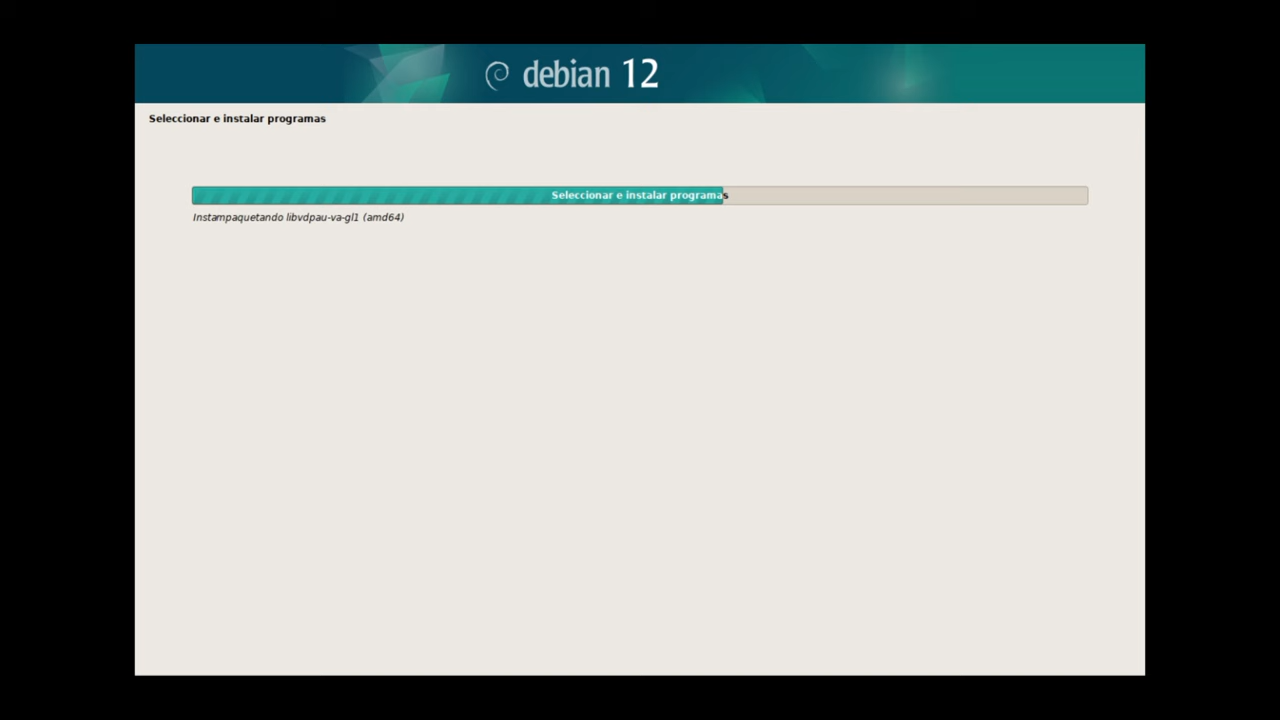 debian 12
Seleccionar e instalar programas
Seleccionar e instalar programas
Instampaquetando libvdpau-va-gl1 (amd64)